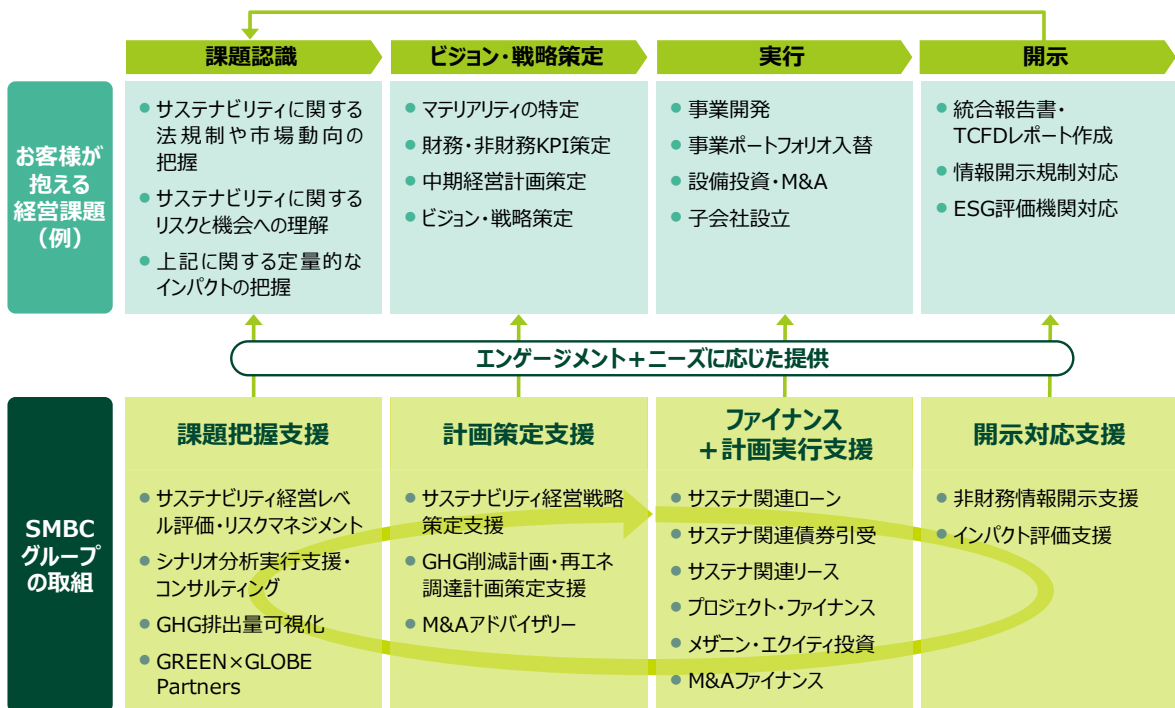 課題認識
ビジョン・戦略策定
実行
開示
お客様が
抱える
経営課題
（例）
● サステナビリティに関する
法規制や市場動向の
把握
● サステナビリティに関する
リスクと機会への理解
● 上記に関する定量的な
インパクトの把握
● マテリアリティの特定
● 財務・非財務KPI策定
● 中期経営計画策定
● ビジョン・戦略策定
● 事業開発
● 事業ポートフォリオ入替
● 設備投資・M&A
● 子会社設立
● 統合報告書・
TCFDレポート作成
● 情報開示規制対応
● ESG評価機関対応
エンゲージメント＋ニーズに応じた提供
SMBC
グループ
の取組
課題把握支援
● サステナビリティ経営レベ
ル評価・リスクマネジメント
● シナリオ分析実行支援・
コンサルティング
● GHG排出量可視化
● GREEN×GLOBE
Partners
計画策定支援
● サステナビリティ経営戦略
策定支援
● GHG削減計画・再エネ
調達計画策定支援
● M&Aアドバイザリー
ファイナンス
＋計画実行支援
● サステナ関連ローン
● サステナ関連債券引受
● サステナ関連リース
● プロジェクト・ファイナンス
● メザニン・エクイティ投資
● M&Aファイナンス
開示対応支援
● 非財務情報開示支援
● インパクト評価支援